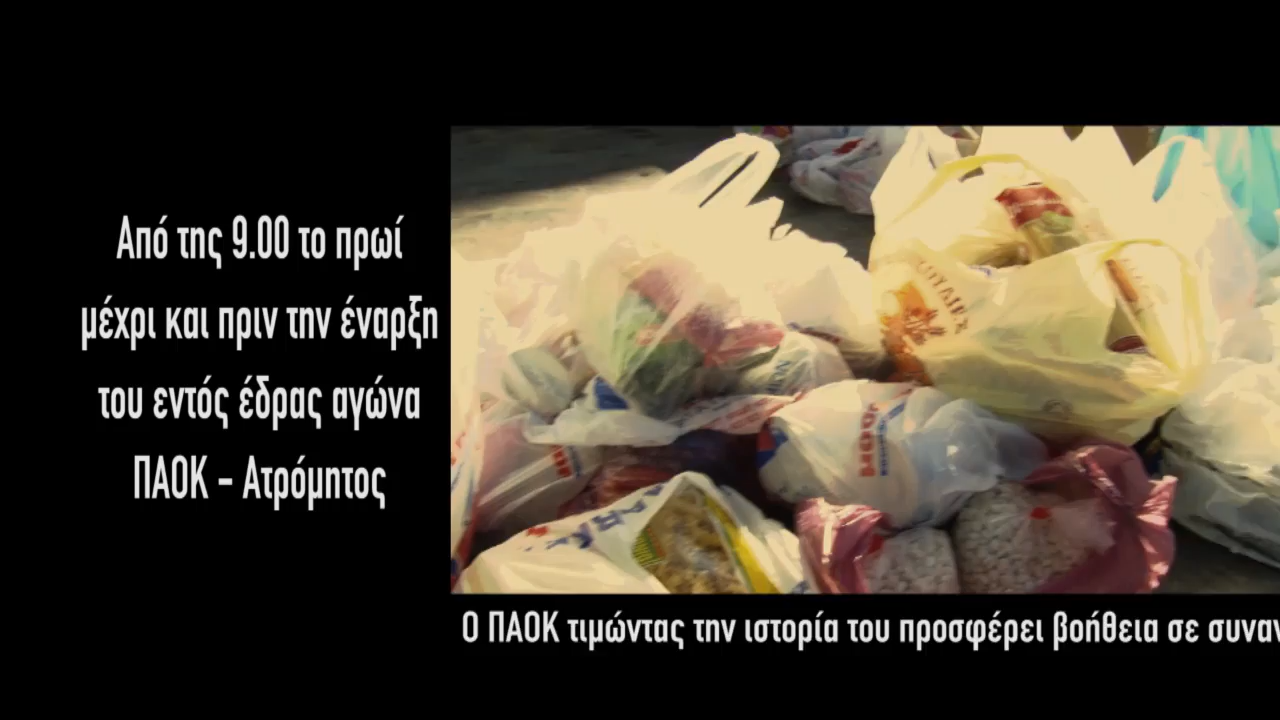 Από της 9.00 το πρωί
μέχρι και πριν την έναρξη
του εντός έδρας αγώνα
ΠΑΟΚ - Ατρόμητος
Ο ΠΑΟΚ τιμώντας την ιστορία του προσφέρει βοήθεια σε συναν